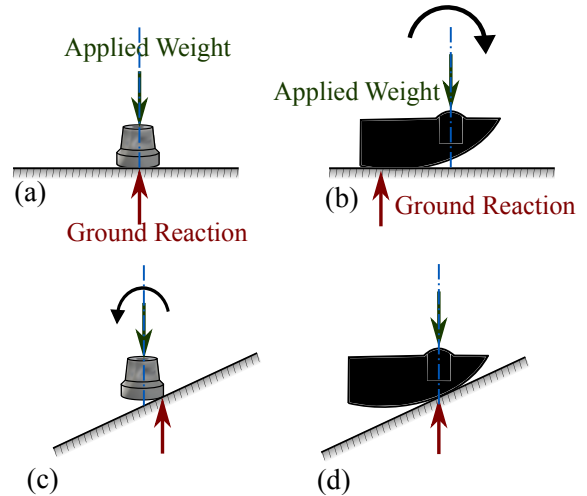 Applied Weight
Applied Weight
(a)
(b)
Ground Reaction
Ground Reaction
(c)
(d)